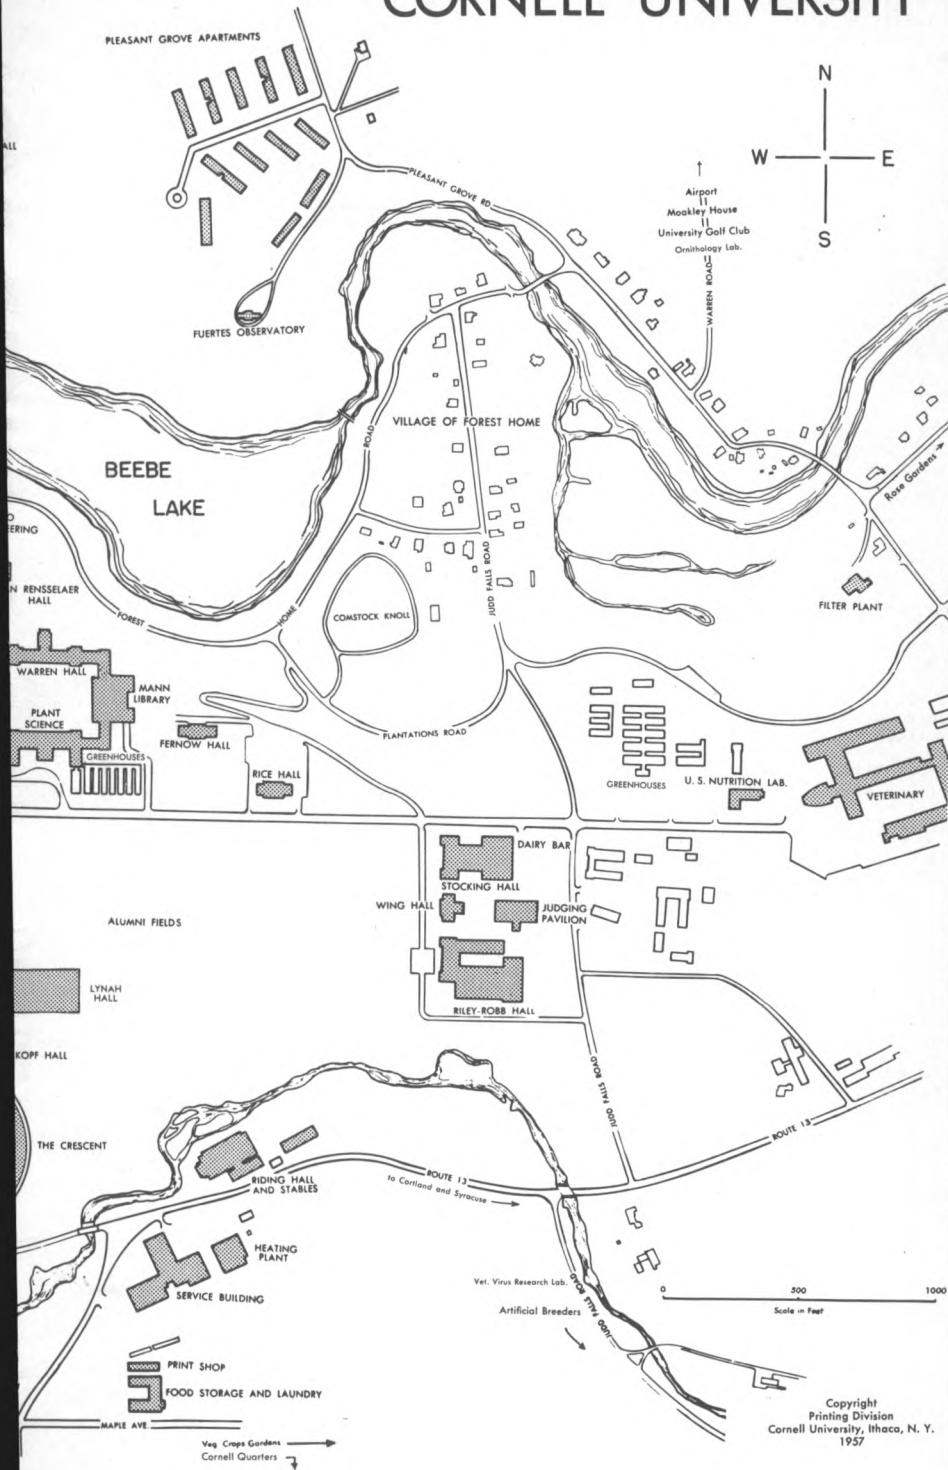 CORNELL UNIVERSITY
PLEASANT GROVE APARTMENTS
N
W
E
S
ALL
PLEASANT GROVE RD
Airport
Moakley House
University Golf Club
Ornithology Lab.
WARREN ROAD
FUERTES OBSERVATORY
VILLAGE OF FOREST HOME
ROAD
BEEBE
LAKE
Rose Gardens
O
EERING
N RENSSELAER
HALL
FOREST
HOME
COMSTOCK KNOLL
JUDD FALLS ROAD
FILTER PLANT
WARREN HALL
MANN
LIBRARY
PLANT
SCIENCE
FERNOW HALL
PLANTATIONS ROAD
GREENHOUSES
RICE HALL
GREENHOUSES
U. S. NUTRITION LAB.
VETERINARY
DAIRY BAR
STOCKING HALL
WING HALL
JUDGING
PAVILION
ALUMNI FIELDS
LYNAH
HALL
RILEY-ROBB HALL
KOPF HALL
JUDD FALLS ROAD
THE CRESCENT
ROUTE 13
RIDING HALL
AND STABLES
ROUTE 13
to Cortland and Syracuse
HEATING
PLANT
SERVICE BUILDING
Vet. Virus Research Lab.
Artificial Breeders
JUDD FALLS ROAD
0 500 1000
Scale in Feet
PRINT SHOP
FOOD STORAGE AND LAUNDRY
MAPLE AVE.
Veg Crops Gardens
Cornell Quarters
Copyright
Printing Division
Cornell University, Ithaca, N. Y.
1957